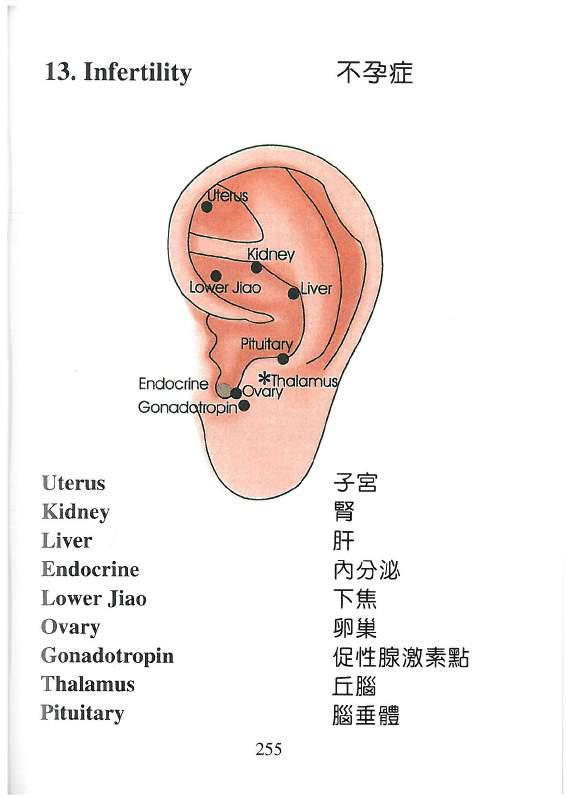 13. Infertility 不孕症
Uterus
Kidney
Lower Jiao
Liver
Pituitary
*Thalamus
Endocrine
Ovary
Gonadotropin
Uterus 子宮
Kidney 腎
Liver 肝
Endocrine 內分泌
Lower Jiao 下焦
Ovary 卵巢
Gonadotropin 促性腺激素點
Thalamus 丘腦
Pituitary 腦垂體
255